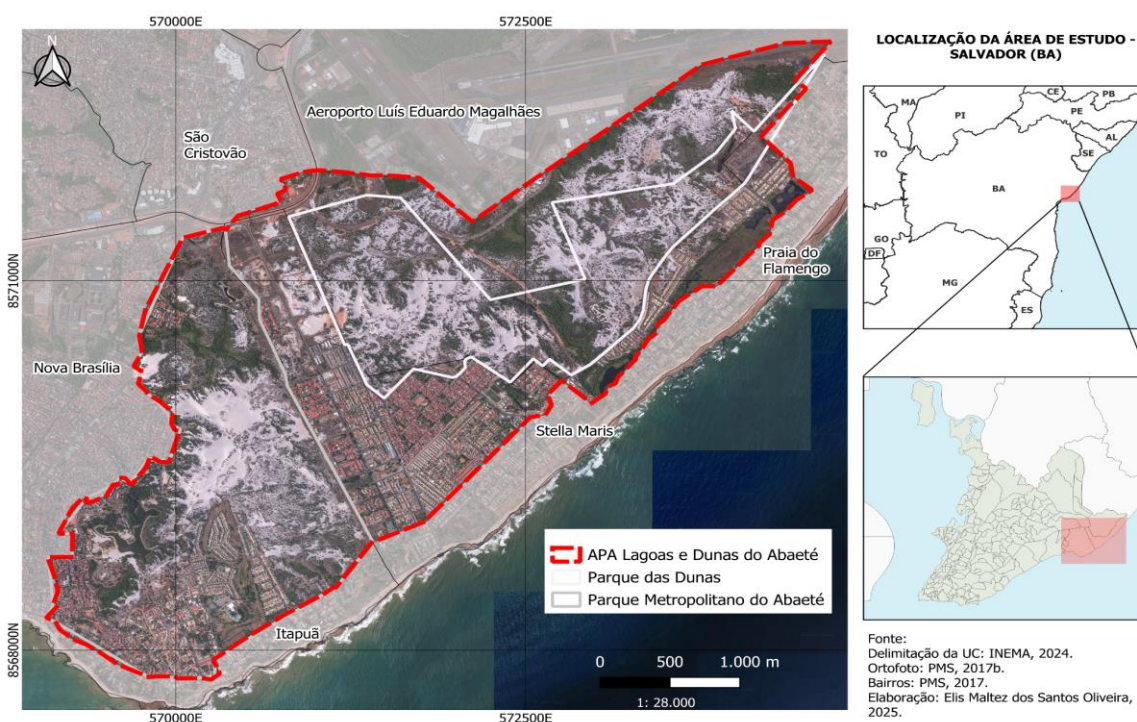 570000E
572500E
N
Aeroporto Luís Eduardo Magalhães
São
Cristovão
8571000N
Praia do
Flamengo
Nova Brasília
Stella Maris
Itapuã
8568000N
APA Lagoas e Dunas do Abaeté
Parque das Dunas
Parque Metropolitano do Abaeté
0 500 1.000 m
1: 28.000
570000E
572500E
LOCALIZAÇÃO DA ÁREA DE ESTUDO -
SALVADOR (BA)
MA
CE
PB
PI
PE
AL
TO
SE
BA
GO
DF
MG
ES
Fonte:
Delimitação da UC: INEMA, 2024.
Ortofoto: PMS, 2017b.
Bairros: PMS, 2017.
Elaboração: Elis Maltez dos Santos Oliveira,
2025.